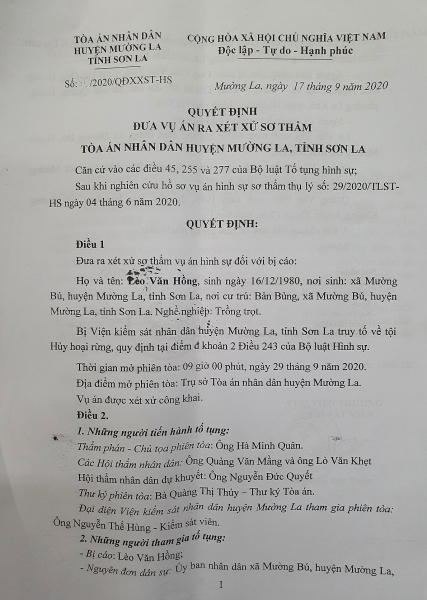 TÒA ÁN NHÂN DÂN
HUYỆN MƯỜNG LA
TỈNH SƠN LA
CỘNG HÒA XÃ HỘI CHỦ NGHĨA VIỆT NAM
Độc lập - Tự do - Hạnh phúc
Số: /2020/QĐXXST-HS
Mường La, ngày 17 tháng 9 năm 2020
QUYẾT ĐỊNH
ĐƯA VỤ ÁN RA XÉT XỬ SƠ THẨM
TÒA ÁN NHÂN DÂN HUYỆN MƯỜNG LA, TỈNH SƠN LA
Căn cứ vào các điều 45, 255 và 277 của Bộ luật Tố tụng hình sự;
Sau khi nghiên cứu hồ sơ vụ án hình sự sơ thẩm thụ lý số: 29/2020/TLST-
HS ngày 04 tháng 6 năm 2020.
QUYẾT ĐỊNH:
Điều 1
Đưa ra xét xử sơ thẩm vụ án hình sự đối với bị cáo:
Họ và tên: Lèo Văn Hồng, sinh ngày 16/12/1980, nơi sinh: xã Mường
Bú, huyện Mường La, tỉnh Sơn La, nơi cư trú: Bản Bủng, xã Mường Bú, huyện
Mường La, tỉnh Sơn La. Nghề nghiệp: Trồng trọt.
Bị Viện kiểm sát nhân dân huyện Mường La, tỉnh Sơn La truy tố về tội
Hủy hoại rừng, quy định tại điểm đ khoản 2 Điều 243 của Bộ luật Hình sự.
Thời gian mở phiên tòa: 09 giờ 00 phút, ngày 29 tháng 9 năm 2020.
Địa điểm mở phiên tòa: Trụ sở Tòa án nhân dân huyện Mường La.
Vụ án được xét xử công khai.
Điều 2.
1. Những người tiến hành tố tụng:
Thẩm phán - Chủ tọa phiên tòa: Ông Hà Minh Quân.
Các Hội thẩm nhân dân: Ông Quàng Văn Mẳng và ông Lò Văn Khẹt
Hội thẩm nhân dân dự khuyết: Ông Nguyễn Đức Quyết
Thư ký phiên tòa: Bà Quàng Thị Thủy – Thư ký Tòa án.
Đại diện Viện kiểm sát nhân dân huyện Mường La tham gia phiên tòa:
Ông Nguyễn Thế Hùng - Kiểm sát viên.
2. Những người tham gia tố tụng:
- Bị cáo: Lèo Văn Hồng;
- Nguyên đơn dân sự: Ủy ban nhân dân xã Mường Bú, huyện Mường La,
1